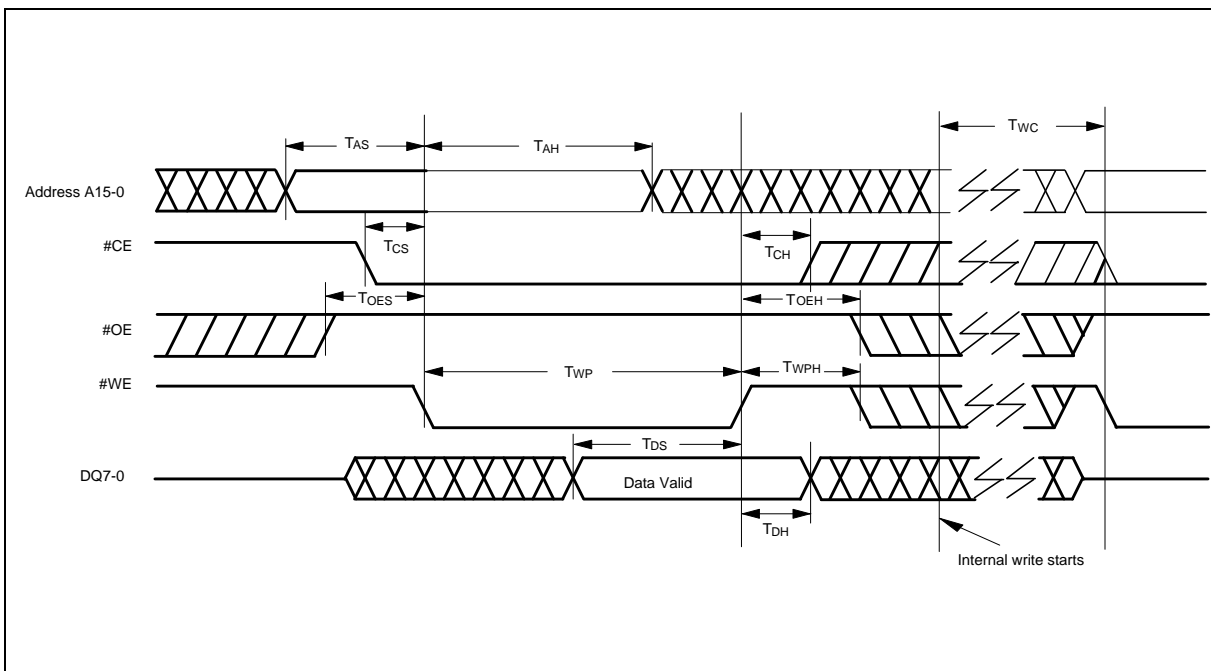 TAS
TAH
TWC
Address A15-0
TCS
TCH
#CE
TOES
TOEH
#OE
TWP
TWPH
#WE
TDS
DQ7-0
Data Valid
TDH
Internal write starts